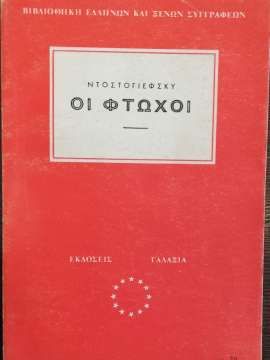 ΒΙΒΛΙΟΘΗΚΗ ΕΛΛΗΝΩΝ ΚΑΙ ΞΕΝΩΝ ΣΥΓΓΡΑΦΕΩΝ
ΝΤΟΣΤΟΓΙΕΦΣΚΥ
ΟΙ ΦΤΩΧΟΙ
ΕΚΔΟΣΕΙΣ ΓΑΛΑΞΙΑ